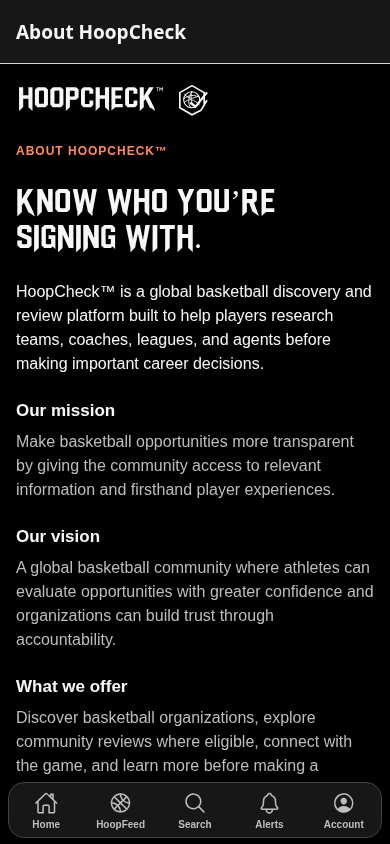 About HoopCheck
HOOPCHECK™
ABOUT HOOPCHECK™
KNOW WHO YOU’RE
SIGNING WITH.
HoopCheck™ is a global basketball discovery and
review platform built to help players research
teams, coaches, leagues, and agents before
making important career decisions.
Our mission
Make basketball opportunities more transparent
by giving the community access to relevant
information and firsthand player experiences.
Our vision
A global basketball community where athletes can
evaluate opportunities with greater confidence and
organizations can build trust through
accountability.
What we offer
Discover basketball organizations, explore
community reviews where eligible, connect with
the game, and learn more before making a
Home HoopFeed Search Alerts Account